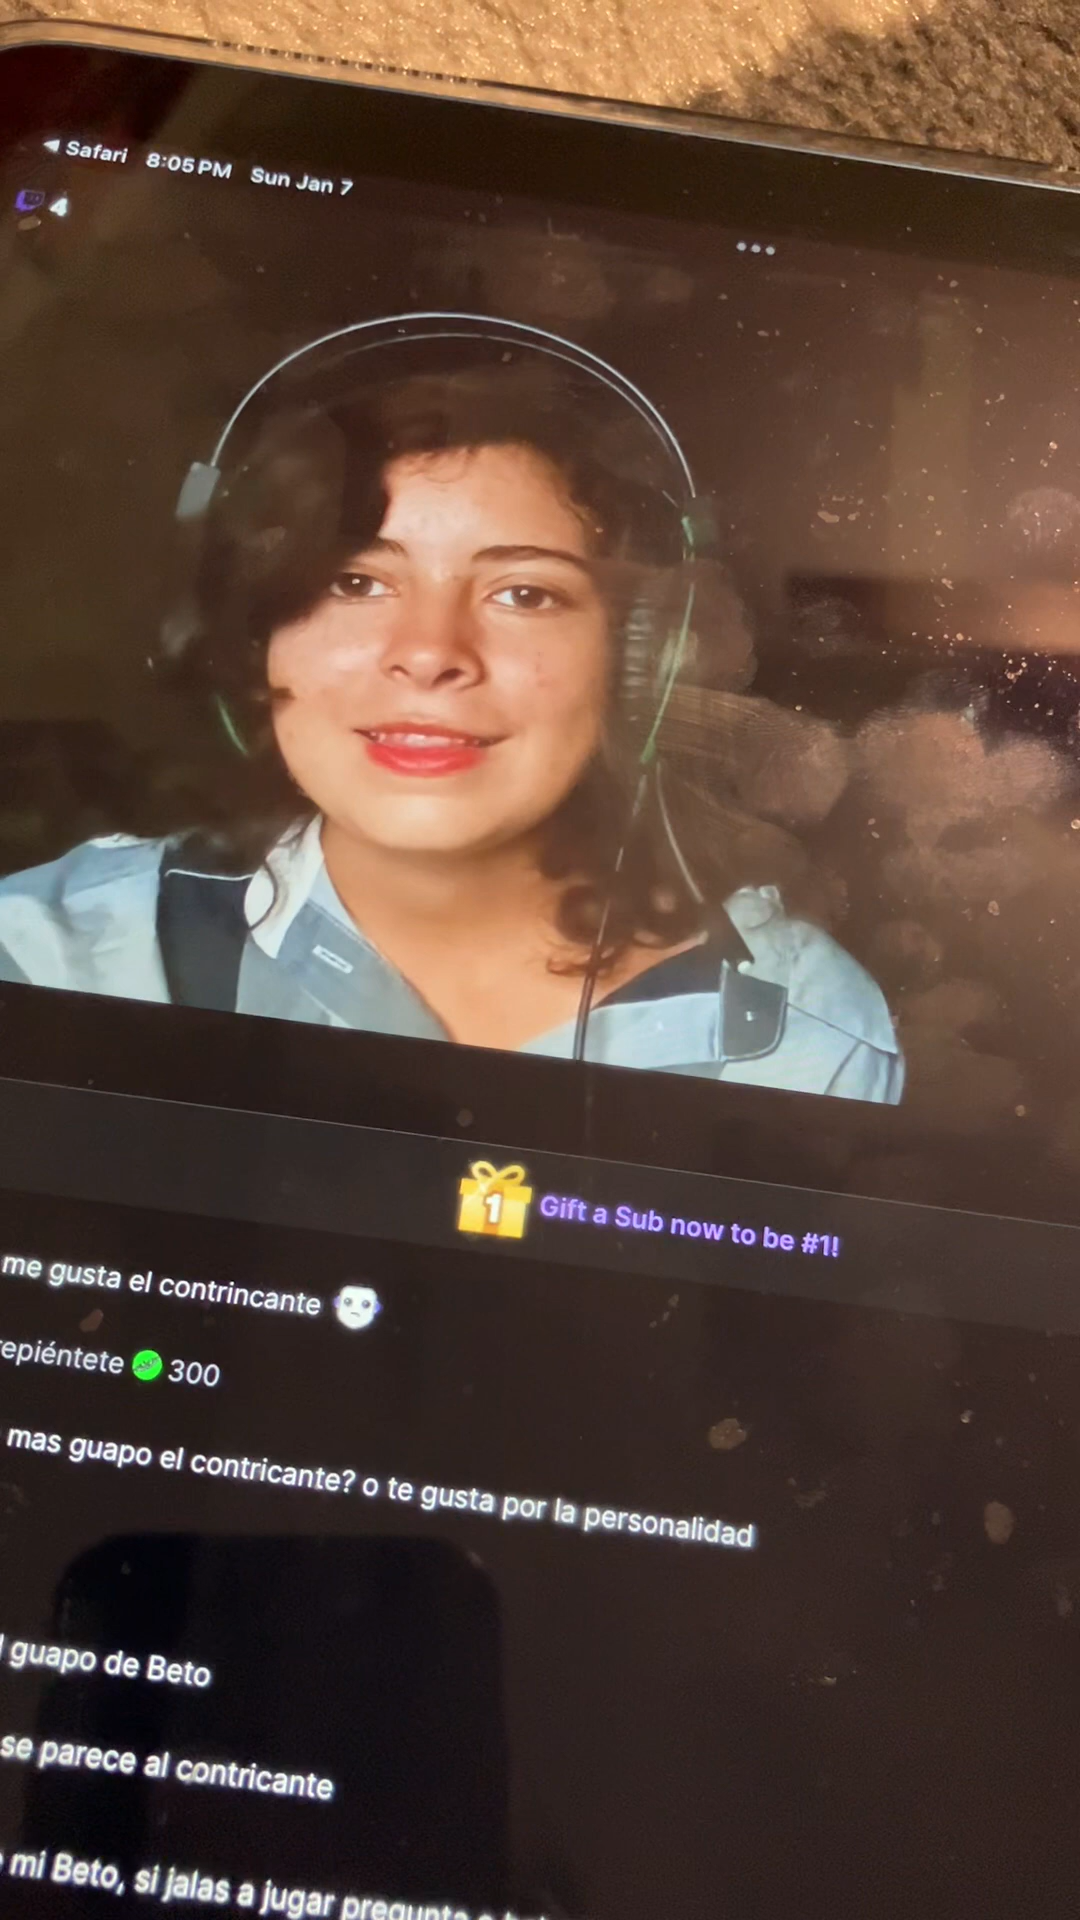 ◀ Safari 8:05 PM Sun Jan 7
4
1 Gift a Sub now to be #1!
me gusta el contrincante
epiéntete 300
mas guapo el contricante? o te gusta por la personalidad
guapo de Beto
se parece al contricante
mi Beto, si jalas a jugar pregunta